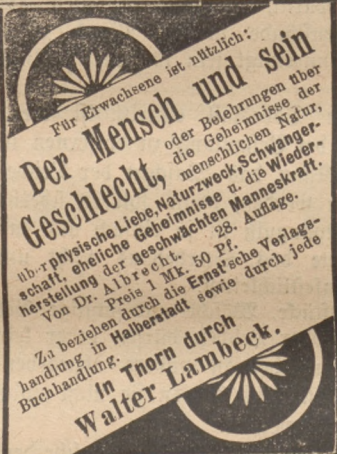 Für Erwachsene ist nützlich:
Der Mensch und sein
Geschlecht, oder Belehrungen über
die Geheimnisse der
menschlichen Natur,
über physische Liebe, Naturzweck, Schwanger-
schaft, eheliche Geheimnisse u. die Wieder-
herstellung der geschwächten Manneskraft.
Von Dr. Albrecht. 28. Auflage.
Preis 1 Mk. 50 Pf.
Zu beziehen durch die Ernst'sche Verlags-
handlung in Halberstadt sowie durch jede
Buchhandlung.
In Thorn durch
Walter Lambeck.